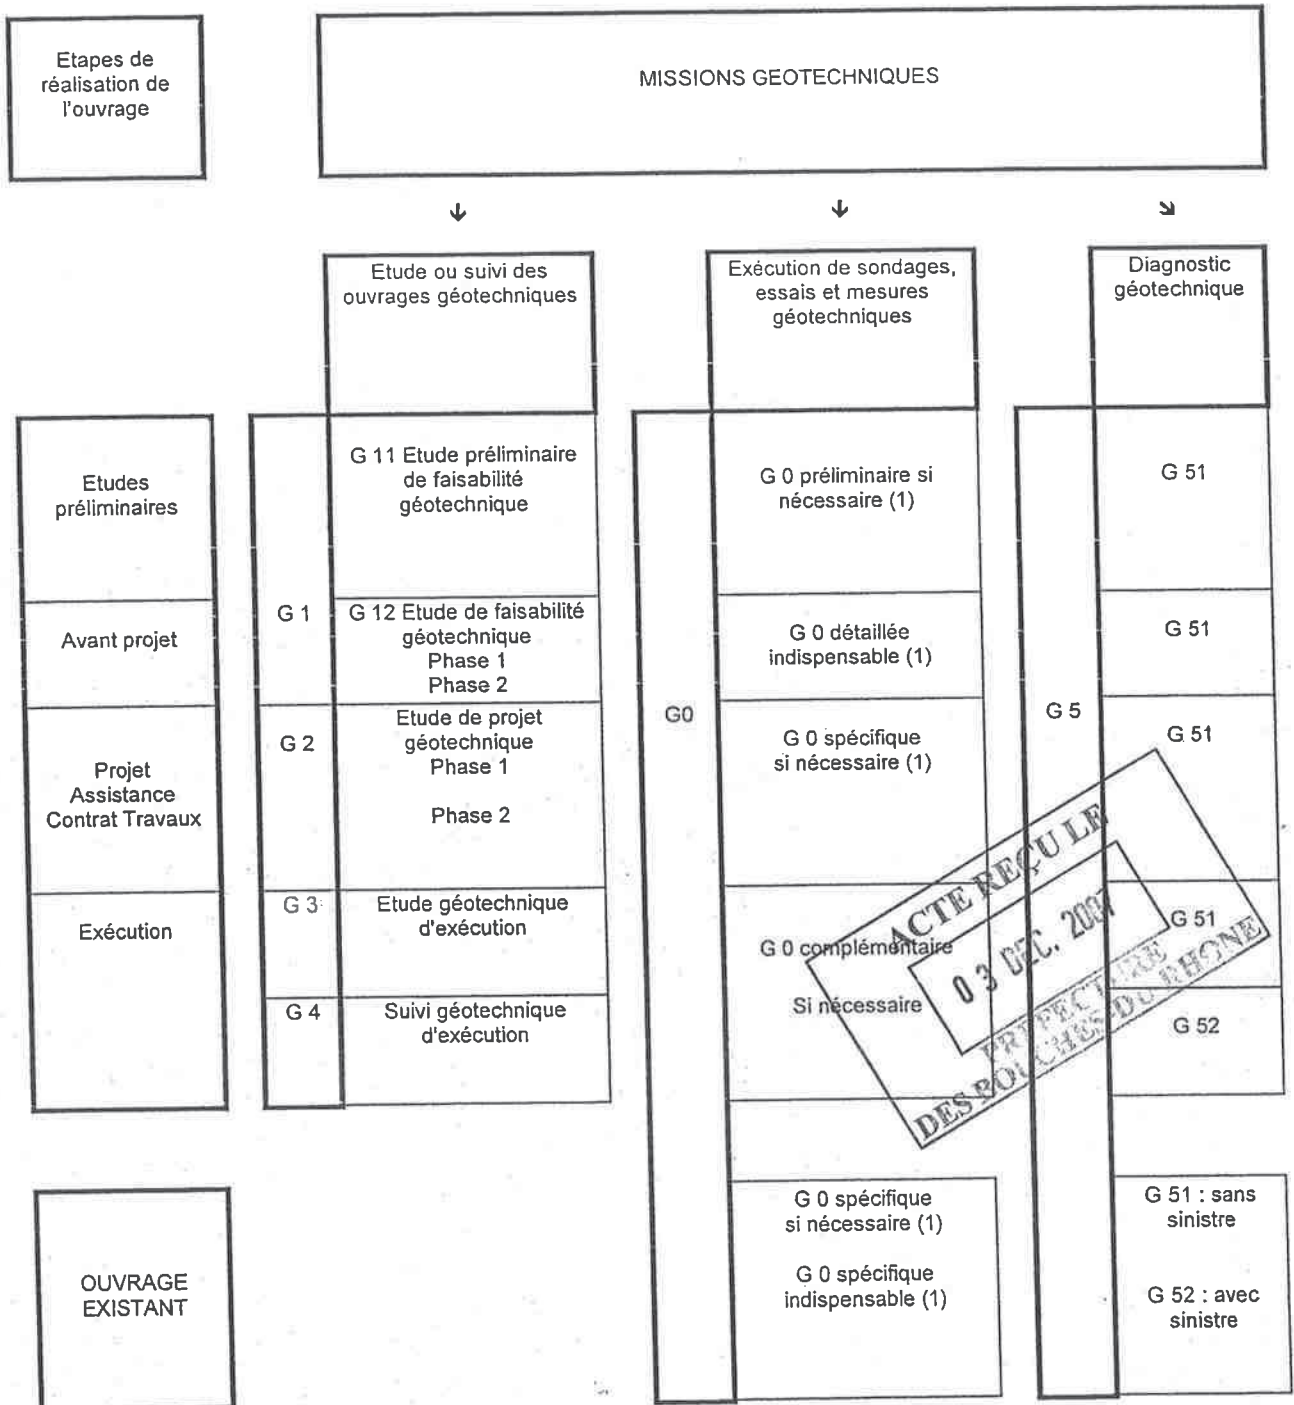 Etapes de
réalisation de
l'ouvrage
MISSIONS GEOTECHNIQUES
Etude ou suivi des
ouvrages géotechniques
Exécution de sondages,
essais et mesures
géotechniques
Diagnostic
géotechnique
Etudes
préliminaires
G 11 Etude préliminaire
de faisabilité
géotechnique
G 0 préliminaire si
nécessaire (1)
G 51
Avant projet
G 1
G 12 Etude de faisabilité
géotechnique
Phase 1
Phase 2
G 0 détaillée
indispensable (1)
G 51
G0
G 5
Projet
Assistance
Contrat Travaux
G 2
Etude de projet
géotechnique
Phase 1
Phase 2
G 0 spécifique
si nécessaire (1)
G 51
Exécution
G 3
Etude géotechnique
d'exécution
G 0 complémentaire
Si nécessaire
G 51
G 4
Suivi géotechnique
d'exécution
G 52
ACTE REÇU LE
03 DEC. 2007
PREFECTURE
DES BOUCHES-DU-RHONE
OUVRAGE
EXISTANT
G 0 spécifique
si nécessaire (1)
G 0 spécifique
indispensable (1)
G 51 : sans
sinistre
G 52 : avec
sinistre